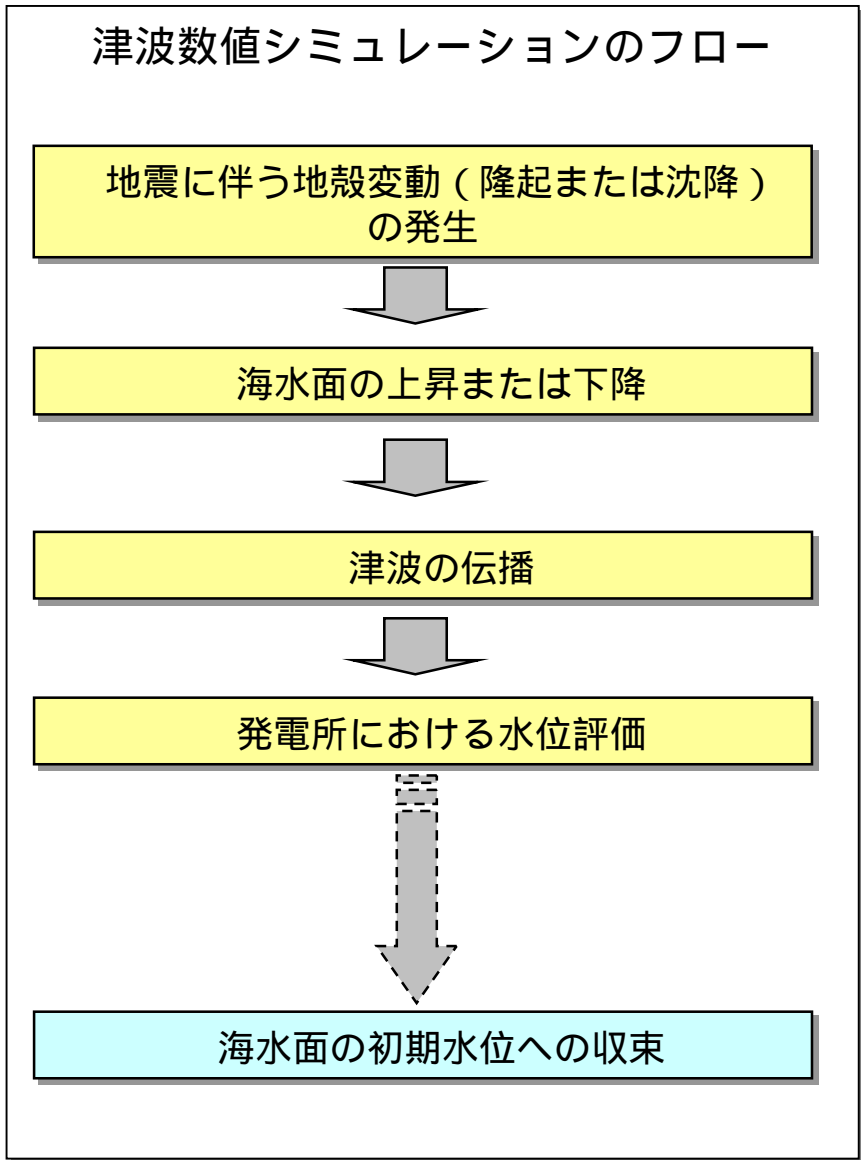 津波数値シミュレーションのフロー
地震に伴う地殻変動（隆起または沈降）
の発生
海水面の上昇または下降
津波の伝播
発電所における水位評価
海水面の初期水位への収束